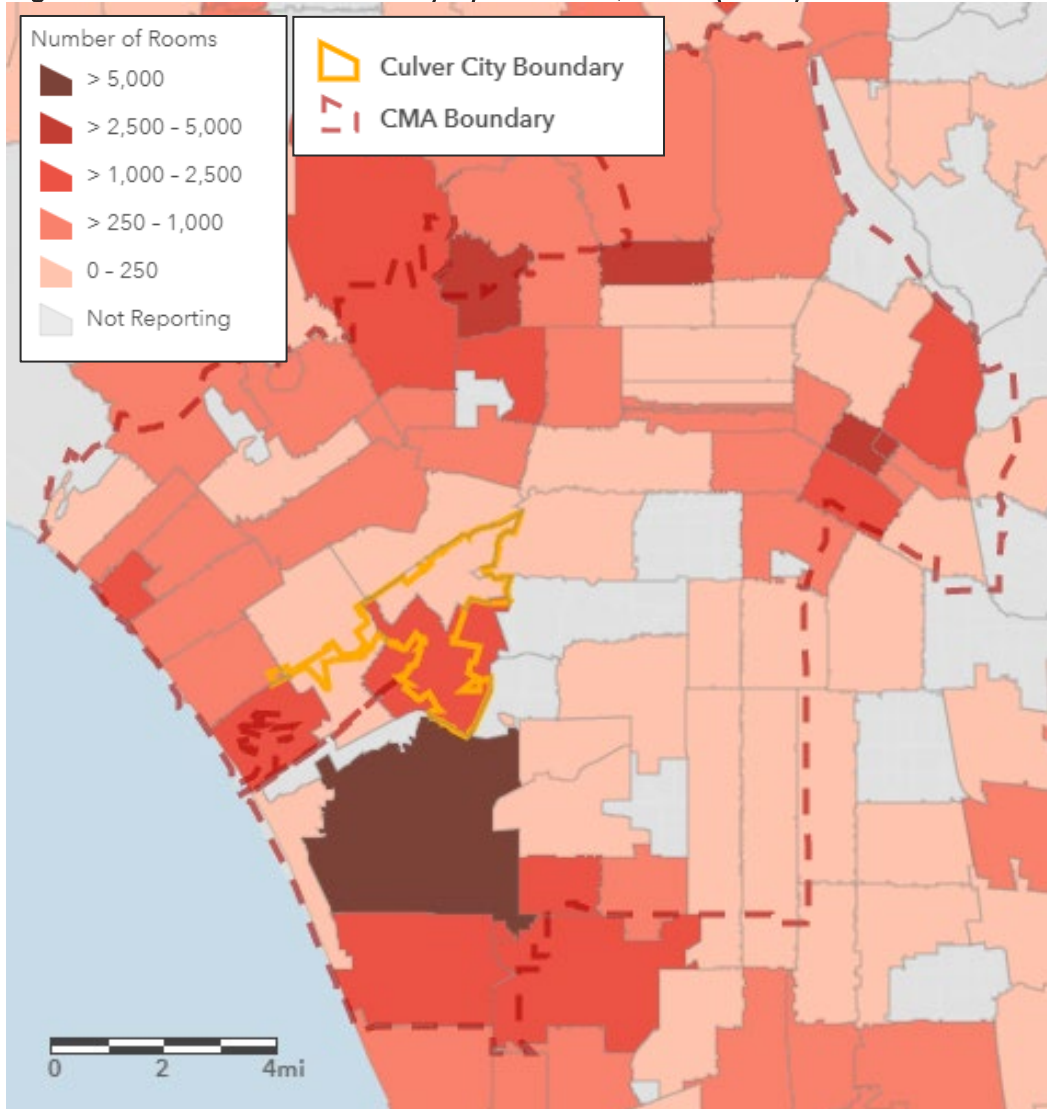 Number of Rooms
> 5,000
> 2,500 - 5,000
> 1,000 - 2,500
> 250 - 1,000
0 - 250
Not Reporting
Culver City Boundary
CMA Boundary
0 2 4mi